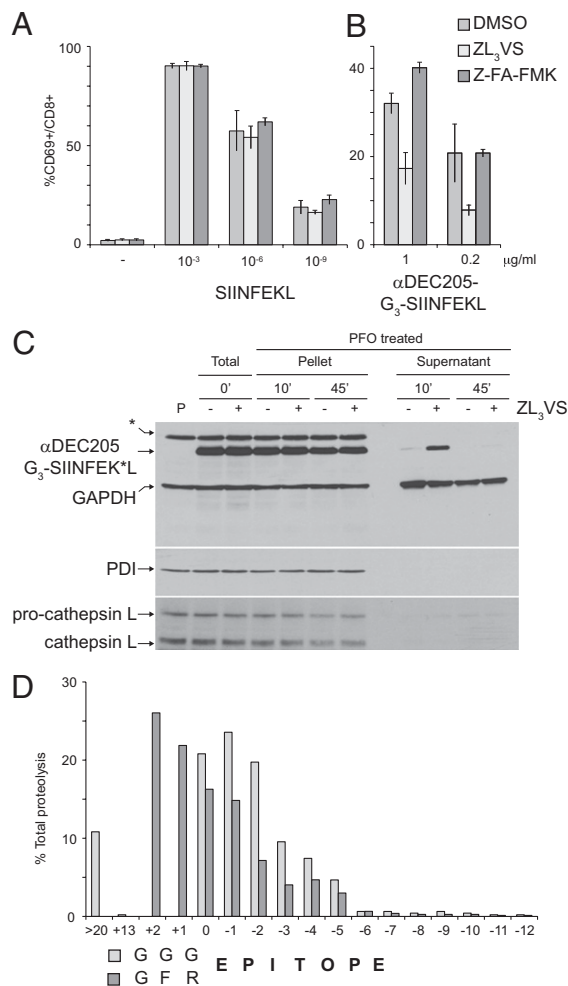 A
B
DMSO
ZL₃VS
Z-FA-FMK
%CD69+/CD8+
100
50
0
40
20
0
-
10⁻³
10⁻⁶
10⁻⁹
SIINFEKL
1
0.2
μg/ml
αDEC205-
G₃-SIINFEKL
C
PFO treated
Total
Pellet
Supernatant
0'
10'
45'
10'
45'
P
-
+
-
+
-
+
-
+
-
+
ZL₃VS
*
αDEC205
G₃-SIINFEK*L
GAPDH
PDI
pro-cathepsin L
cathepsin L
D
% Total proteolysis
30
20
10
0
>20 +13 +2 +1 0 -1 -2 -3 -4 -5 -6 -7 -8 -9 -10 -11 -12
G G G
G F R
E P I T O P E